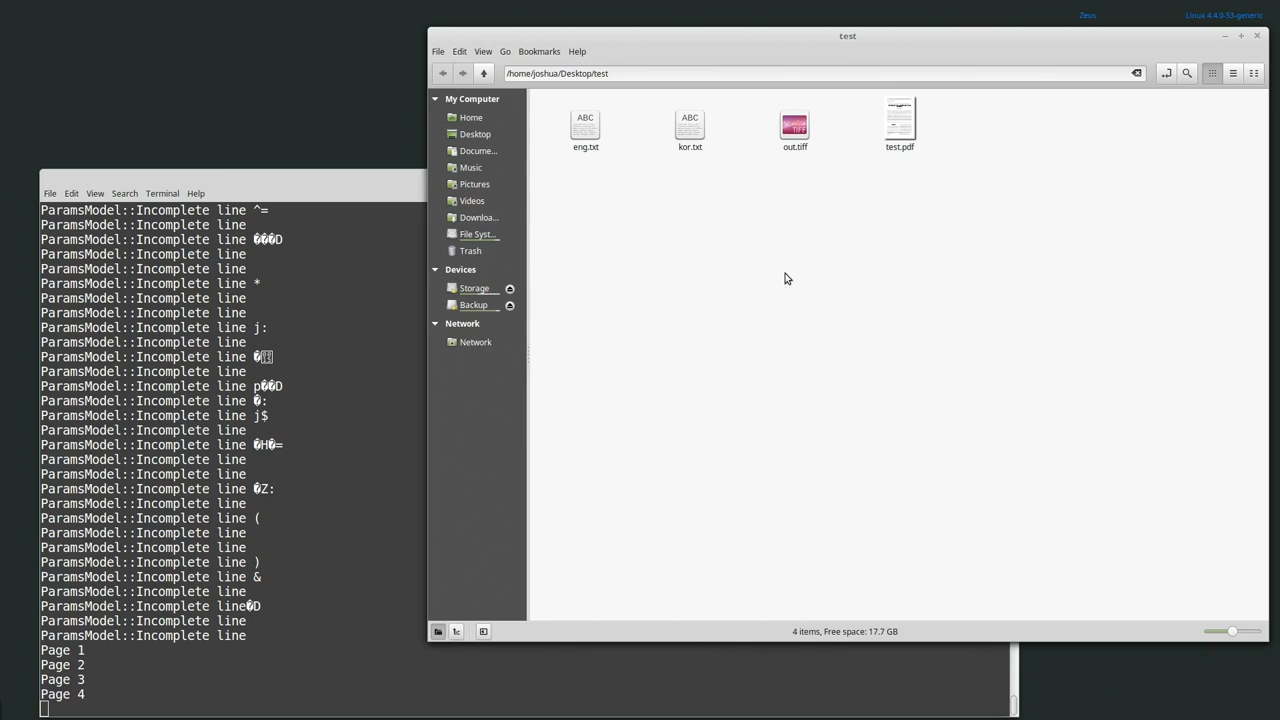 Zeus
Linux 4.4.0-53-generic
test
File Edit View Go Bookmarks Help
/home/joshua/Desktop/test
My Computer
Home
Desktop
Docume...
Music
Pictures
Videos
Downloa...
File Syst...
Trash
Devices
Storage
Backup
Network
Network
ABC
eng.txt
ABC
kor.txt
TIFF
out.tiff
test.pdf
4 items, Free space: 17.7 GB
File Edit View Search Terminal Help
ParamsModel::Incomplete line ^=
ParamsModel::Incomplete line
ParamsModel::Incomplete line ���D
ParamsModel::Incomplete line
ParamsModel::Incomplete line
ParamsModel::Incomplete line *
ParamsModel::Incomplete line
ParamsModel::Incomplete line
ParamsModel::Incomplete line j:
ParamsModel::Incomplete line
ParamsModel::Incomplete line �
ParamsModel::Incomplete line
ParamsModel::Incomplete line p��D
ParamsModel::Incomplete line �:
ParamsModel::Incomplete line j$
ParamsModel::Incomplete line
ParamsModel::Incomplete line �H�=
ParamsModel::Incomplete line
ParamsModel::Incomplete line
ParamsModel::Incomplete line �Z:
ParamsModel::Incomplete line
ParamsModel::Incomplete line (
ParamsModel::Incomplete line
ParamsModel::Incomplete line
ParamsModel::Incomplete line )
ParamsModel::Incomplete line &
ParamsModel::Incomplete line
ParamsModel::Incomplete line�D
ParamsModel::Incomplete line
ParamsModel::Incomplete line
Page 1
Page 2
Page 3
Page 4